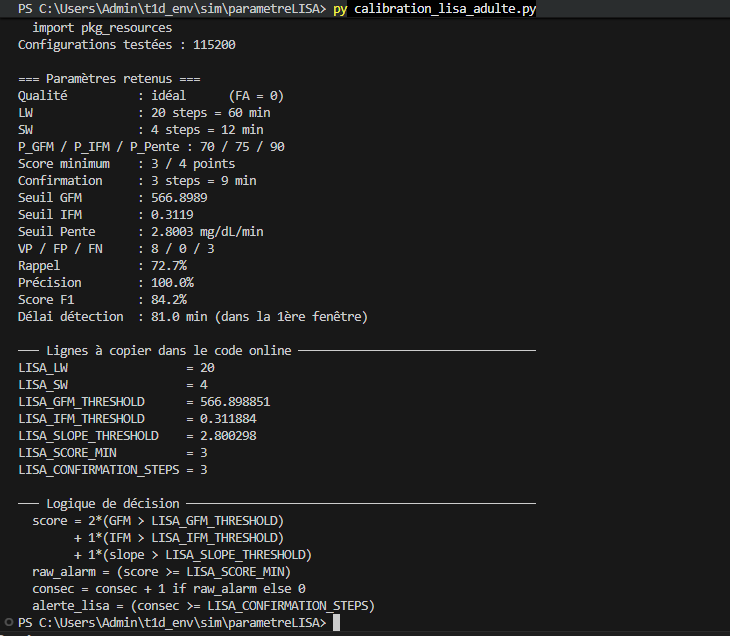 PS C:\Users\Admin\t1d_env\sim\parametreLISA> py calibration_lisa_adulte.py
import pkg_resources
Configurations testées : 115200
=== Paramètres retenus ===
Qualité : idéal (FA = 0)
LW : 20 steps = 60 min
SW : 4 steps = 12 min
P_GFM / P_IFM / P_Pente : 70 / 75 / 90
Score minimum : 3 / 4 points
Confirmation : 3 steps = 9 min
Seuil GFM : 566.8989
Seuil IFM : 0.3119
Seuil Pente : 2.8003 mg/dL/min
VP / FP / FN : 8 / 0 / 3
Rappel : 72.7%
Précision : 100.0%
Score F1 : 84.2%
Délai détection : 81.0 min (dans la 1ère fenêtre)
── Lignes à copier dans le code online ──────────────────────────
LISA_LW = 20
LISA_SW = 4
LISA_GFM_THRESHOLD = 566.898851
LISA_IFM_THRESHOLD = 0.311884
LISA_SLOPE_THRESHOLD = 2.800298
LISA_SCORE_MIN = 3
LISA_CONFIRMATION_STEPS = 3
── Logique de décision ──────────────────────────────────────
score = 2*(GFM > LISA_GFM_THRESHOLD)
+ 1*(IFM > LISA_IFM_THRESHOLD)
+ 1*(slope > LISA_SLOPE_THRESHOLD)
raw_alarm = (score >= LISA_SCORE_MIN)
consec = consec + 1 if raw_alarm else 0
alerte_lisa = (consec >= LISA_CONFIRMATION_STEPS)
PS C:\Users\Admin\t1d_env\sim\parametreLISA>